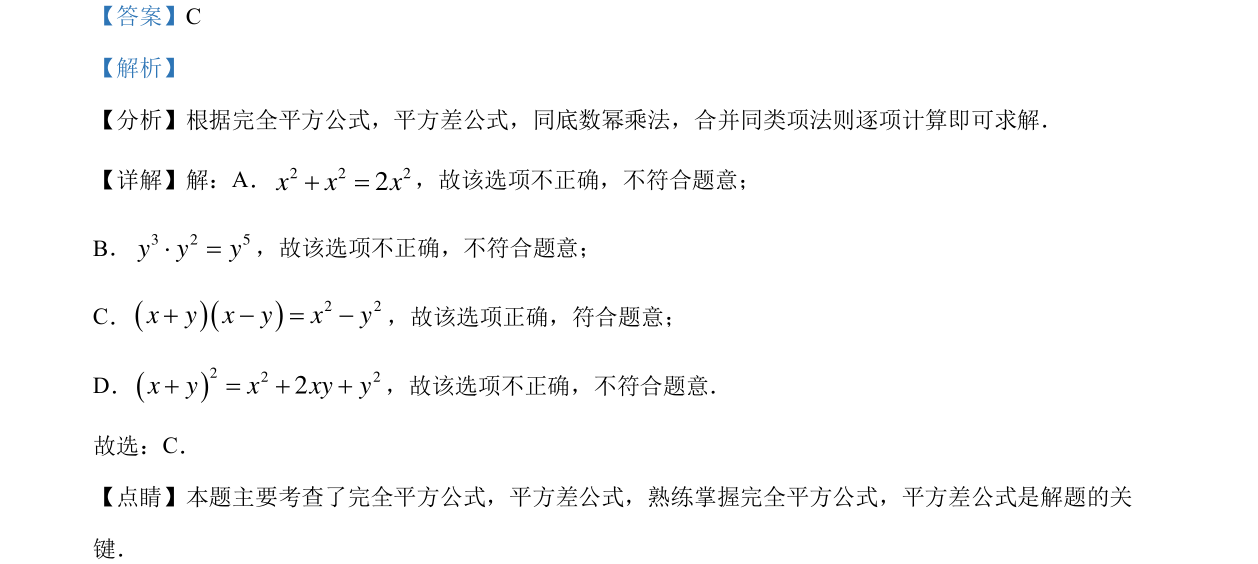 【答案】C
【解析】
【分析】根据完全平方公式，平方差公式，同底数幂乘法，合并同类项法则逐项计算即可求解．
【详解】解：A． x² + x² = 2x²，故该选项不正确，不符合题意；
B． y³ · y² = y⁵，故该选项不正确，不符合题意；
C．(x + y)(x − y) = x² − y²，故该选项正确，符合题意；
D．(x + y)² = x² + 2xy + y²，故该选项不正确，不符合题意．
故选：C．
【点睛】本题主要考查了完全平方公式，平方差公式，熟练掌握完全平方公式，平方差公式是解题的关
键．